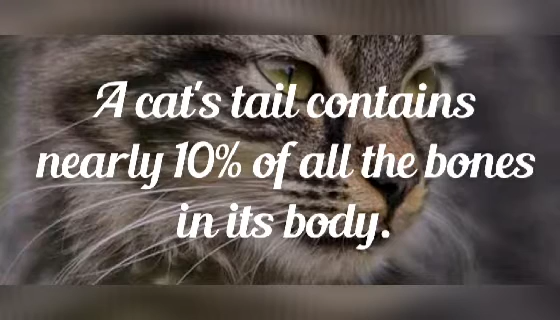 A cat's tail contains
nearly 10% of all the bones
in its body.